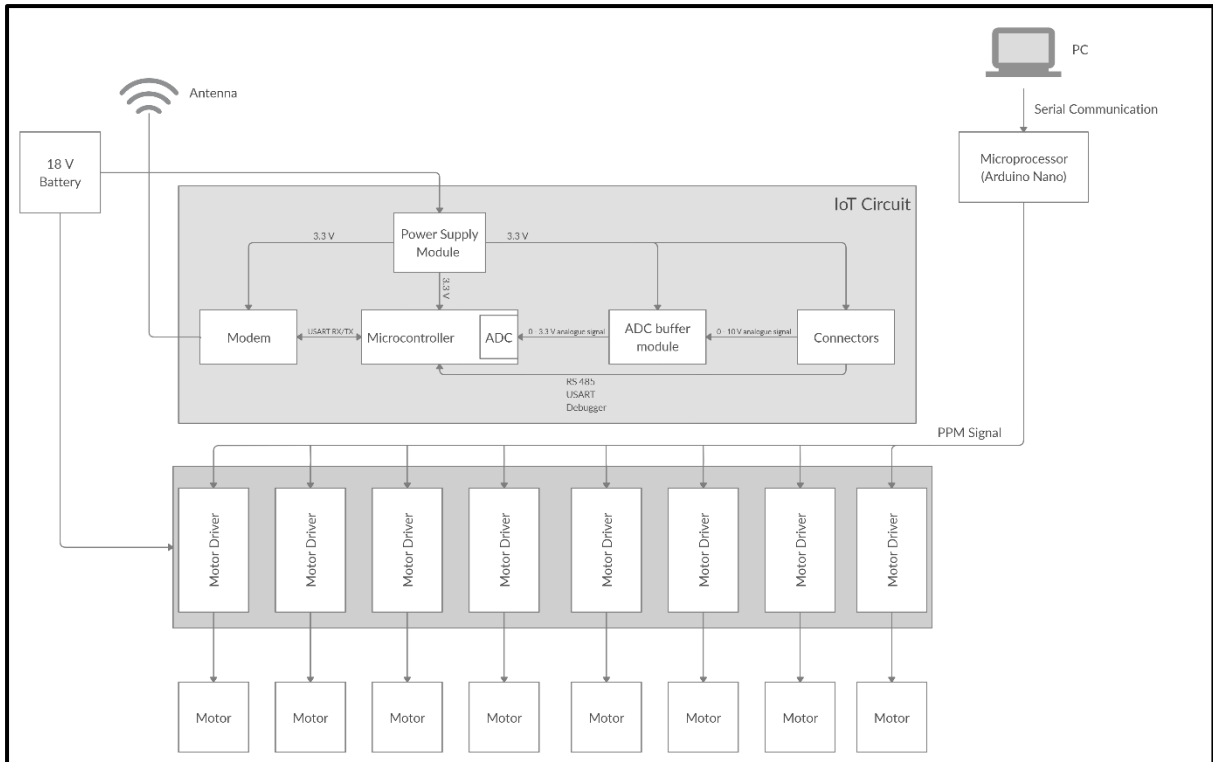 PC
Antenna
Serial Communication
18 V
Battery
Microprocessor
(Arduino Nano)
IoT Circuit
Power Supply
Module
3.3 V
3.3 V
3.3 V
Modem
USART RX/TX
Microcontroller
ADC
0 - 3.3 V analogue signal
ADC buffer
module
0 - 10 V analogue signal
Connectors
RS 485
USART
Debugger
PPM Signal
Motor Driver
Motor Driver
Motor Driver
Motor Driver
Motor Driver
Motor Driver
Motor Driver
Motor Driver
Motor
Motor
Motor
Motor
Motor
Motor
Motor
Motor